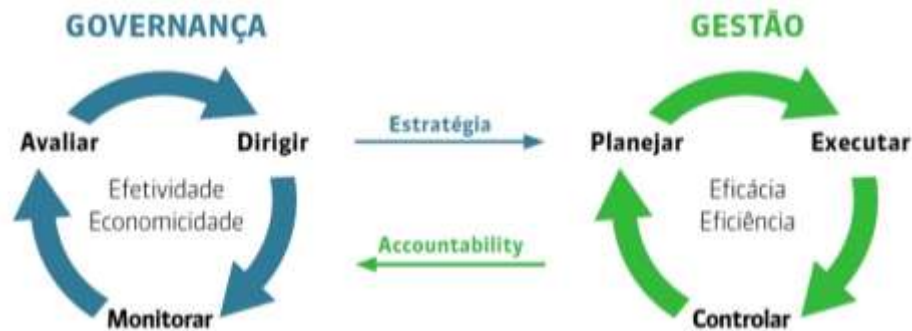 GOVERNANÇA
Avaliar
Dirigir
Efetividade
Economicidade
Monitorar
Estratégia
Accountability
GESTÃO
Planejar
Executar
Eficácia
Eficiência
Controlar